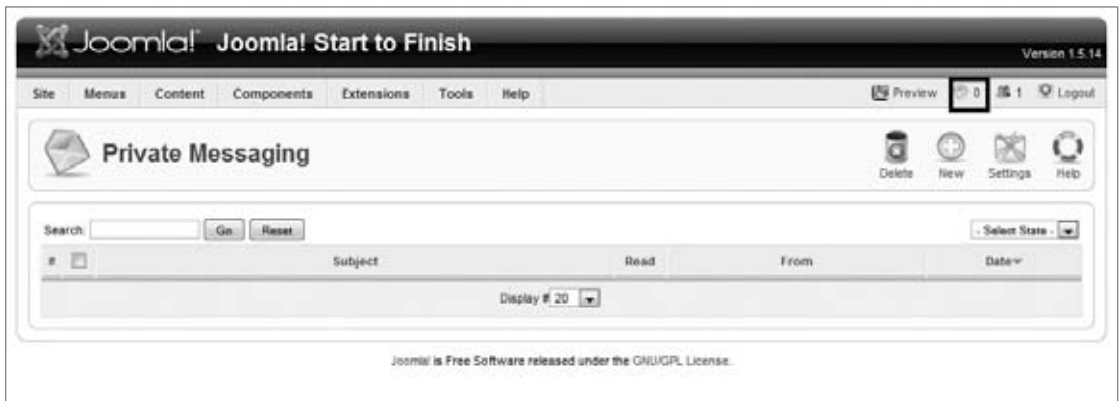 Joomla! Joomla! Start to Finish
Version 1.5.14
Site Menus Content Components Extensions Tools Help Preview 0 1 Logout
Private Messaging
Delete New Settings Help
Search: Go Reset - Select State -
# Subject Read From Date
Display # 20
Joomla! is Free Software released under the GNU/GPL License.